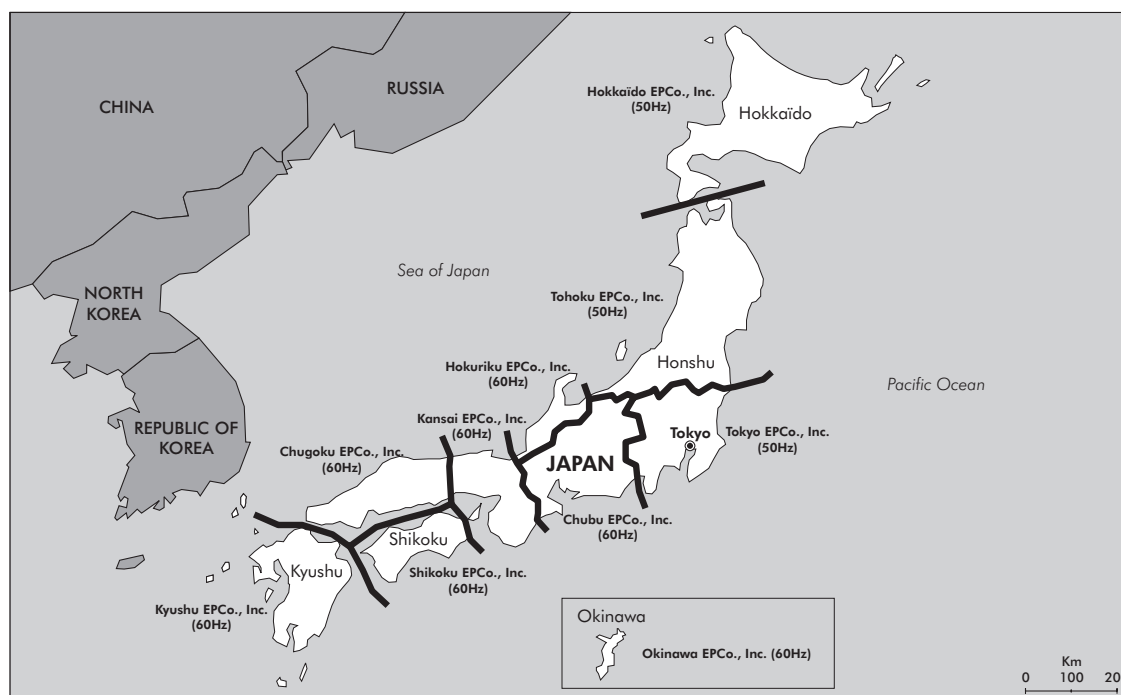 CHINA
RUSSIA
Hokkaïdo EPCo., Inc.
(50Hz)
Hokkaïdo
NORTH
KOREA
Sea of Japan
Tohoku EPCo., Inc.
(50Hz)
Honshu
Hokuriku EPCo., Inc.
(60Hz)
Pacific Ocean
REPUBLIC OF
KOREA
Kansai EPCo., Inc.
(60Hz)
Tokyo
Tokyo EPCo., Inc.
(50Hz)
Chugoku EPCo., Inc.
(60Hz)
JAPAN
Chubu EPCo., Inc.
(60Hz)
Shikoku
Kyushu
Shikoku EPCo., Inc.
(60Hz)
Kyushu EPCo., Inc.
(60Hz)
Okinawa
Okinawa EPCo., Inc. (60Hz)
Km
0 100 20